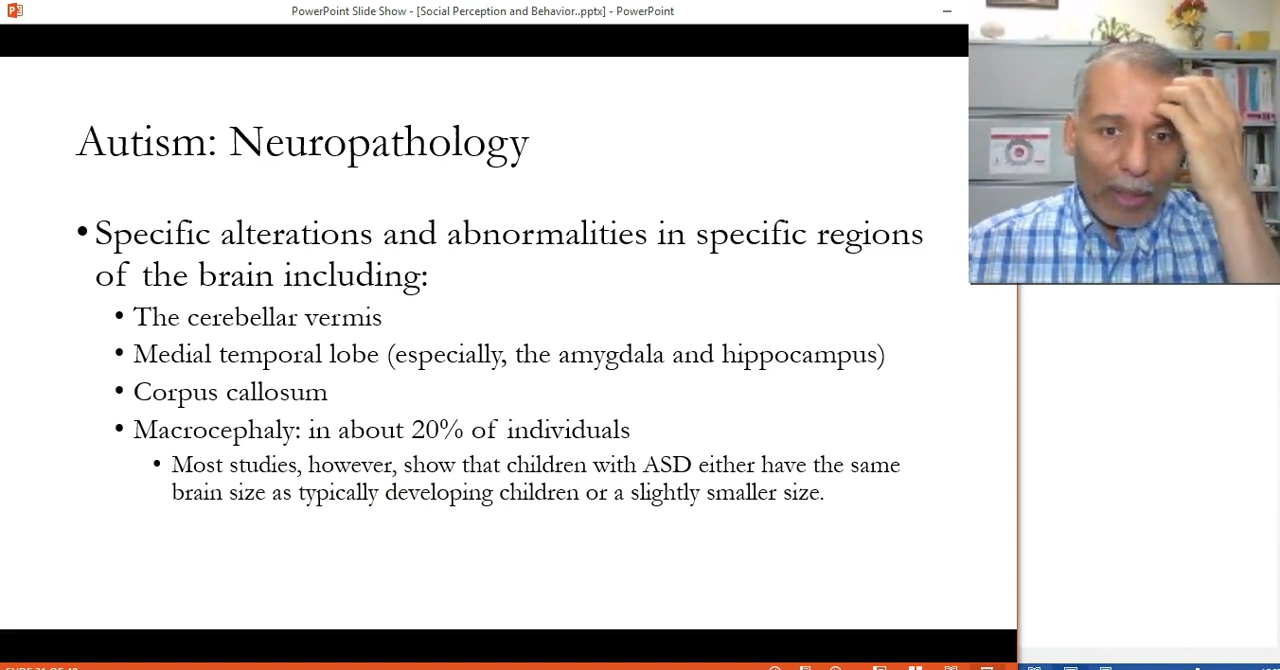 PowerPoint Slide Show - [Social Perception and Behavior..pptx] - PowerPoint
Autism: Neuropathology
• Specific alterations and abnormalities in specific regions
of the brain including:
• The cerebellar vermis
• Medial temporal lobe (especially, the amygdala and hippocampus)
• Corpus callosum
• Macrocephaly: in about 20% of individuals
• Most studies, however, show that children with ASD either have the same
brain size as typically developing children or a slightly smaller size.